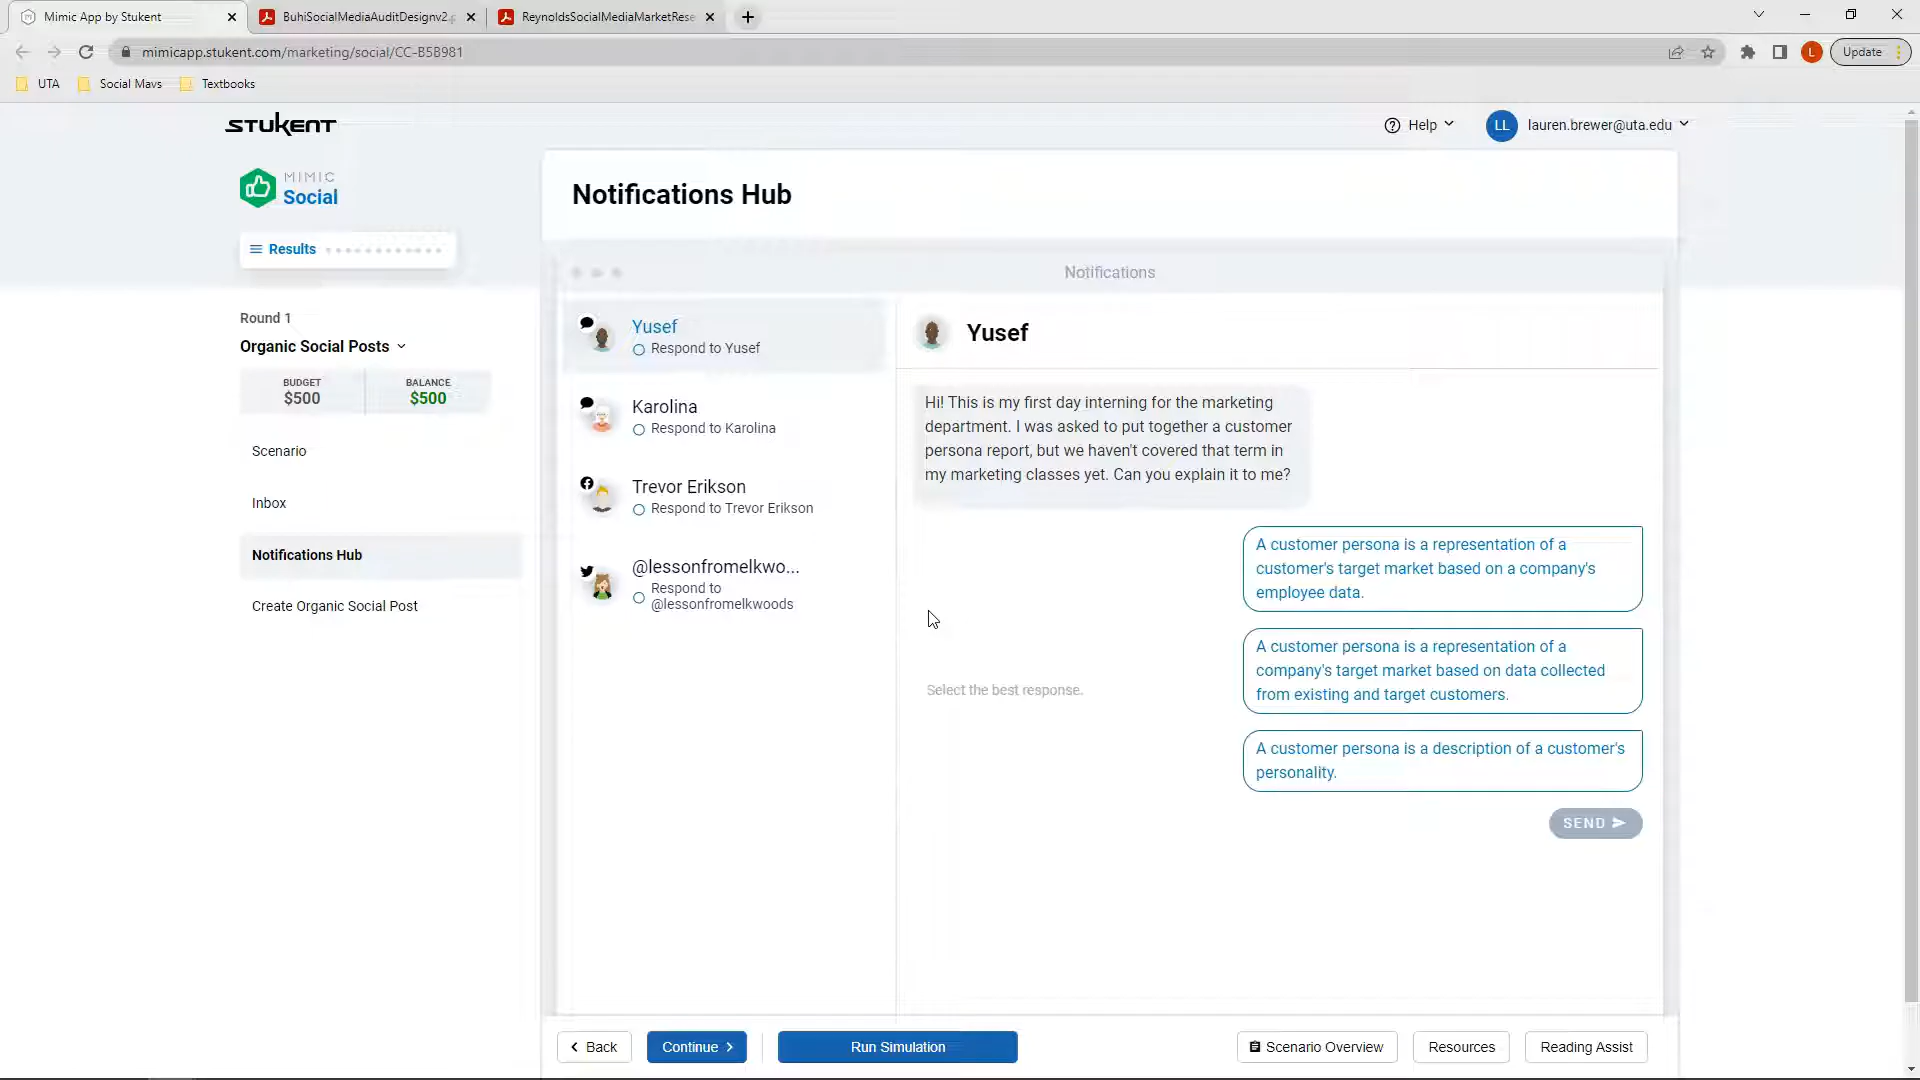 Mimic App by Stukent
BuhiSocialMediaAuditDesignv2.p
ReynoldsSocialMediaMarketRese
mimicapp.stukent.com/marketing/social/CC-B5B981
L
Update
UTA
Social Mavs
Textbooks
STUKENT
Help
LL
lauren.brewer@uta.edu
MIMIC
Social
Results
Round 1
Organic Social Posts
BUDGET
$500
BALANCE
$500
Scenario
Inbox
Notifications Hub
Create Organic Social Post
Notifications Hub
Notifications
Yusef
Respond to Yusef
Karolina
Respond to Karolina
Trevor Erikson
Respond to Trevor Erikson
@lessonfromelkwo...
Respond to
@lessonfromelkwoods
Yusef
Hi! This is my first day interning for the marketing
department. I was asked to put together a customer
persona report, but we haven't covered that term in
my marketing classes yet. Can you explain it to me?
A customer persona is a representation of a
customer's target market based on a company's
employee data.
A customer persona is a representation of a
company's target market based on data collected
from existing and target customers.
Select the best response.
A customer persona is a description of a customer's
personality.
SEND
Back
Continue
Run Simulation
Scenario Overview
Resources
Reading Assist